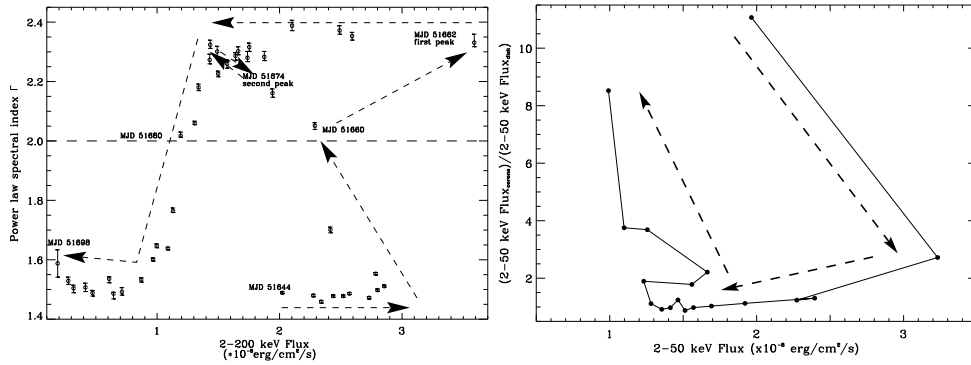 Power law spectral index Γ
2.4
2.2
2.0
1.8
1.6
1.4
MJD 51662
first peak
MJD 51674
second peak
MJD 51680
MJD 51660
MJD 51698
MJD 51644
1
2
3
2-200 keV Flux
(*10⁻⁸ erg/cm²/s)
(2-50 keV Flux_corona)/(2-50 keV Flux_disk)
10
8
6
4
2
1
2
3
2-50 keV Flux (x10⁻⁸ erg/cm²/s)